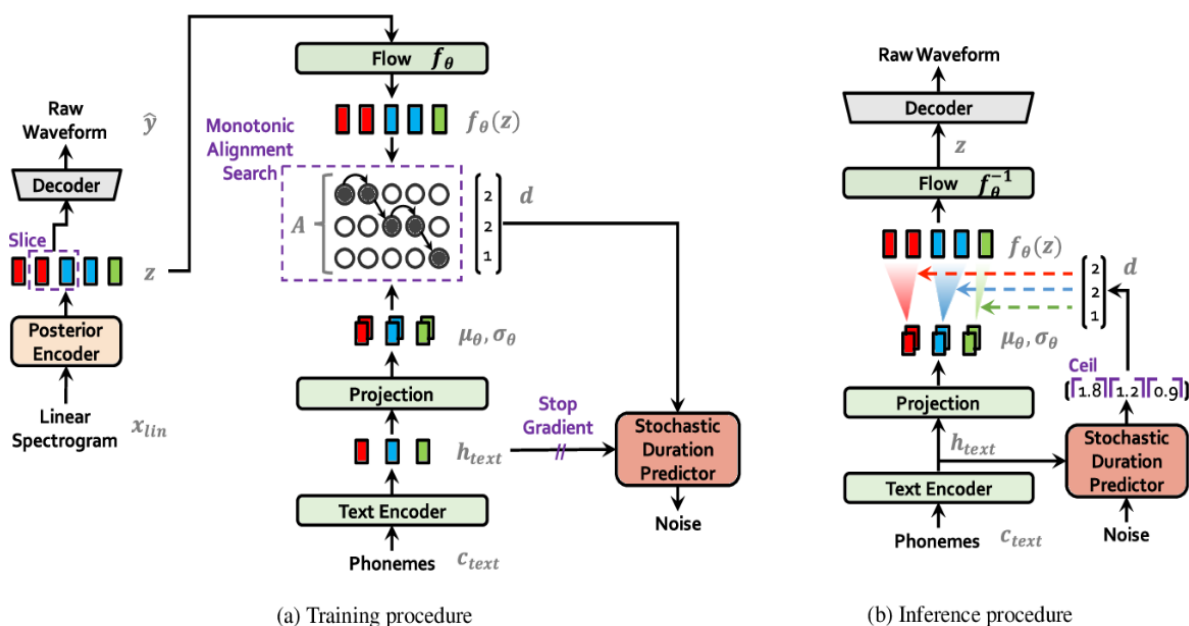 Flow f_θ
Raw
Waveform
ŷ
Decoder
Slice
z
Posterior
Encoder
Linear
Spectrogram
x_lin
f_θ(z)
Monotonic
Alignment
Search
A
2
2
1
d
μ_θ, σ_θ
Projection
h_text
Stop
Gradient
//
Text Encoder
Phonemes
c_text
Stochastic
Duration
Predictor
Noise
(a) Training procedure
Raw Waveform
Decoder
z
Flow f_θ^{-1}
f_θ(z)
2
2
1
d
μ_θ, σ_θ
Ceil
1.8 1.2 0.9
Projection
h_text
Stochastic
Duration
Predictor
Text Encoder
Phonemes
c_text
Noise
(b) Inference procedure